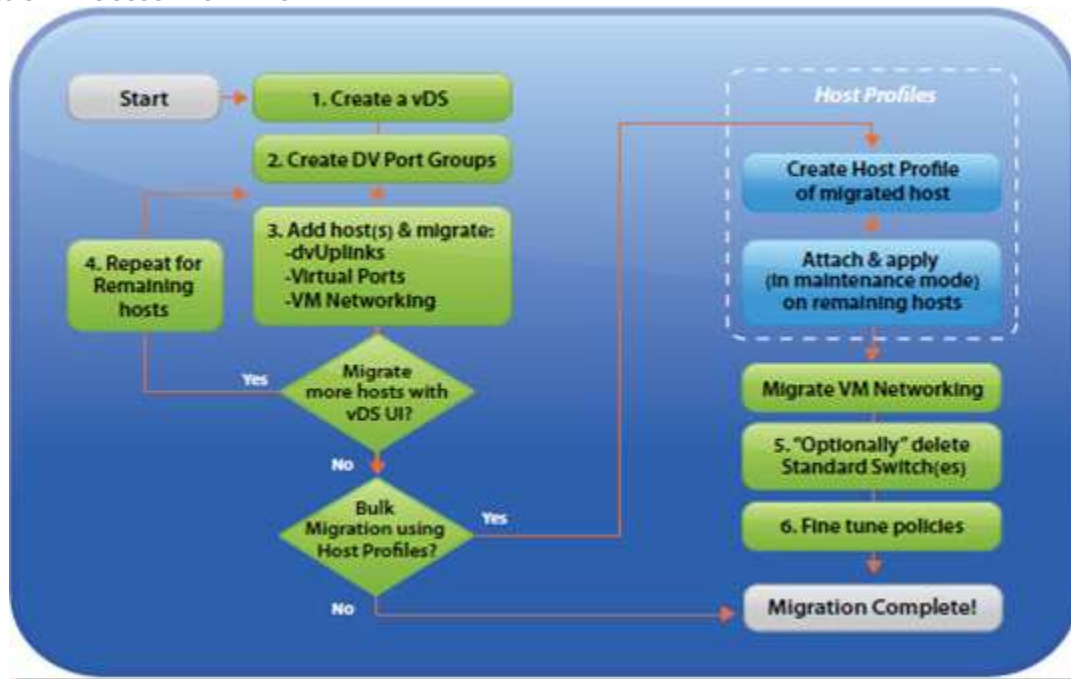 Start
1. Create a vDS
2. Create DV Port Groups
3. Add host(s) & migrate:
-dvUplinks
-Virtual Ports
-VM Networking
4. Repeat for
Remaining
hosts
Migrate
more hosts with
vDS UI?
Yes
No
Bulk
Migration using
Host Profiles?
Yes
No
Host Profiles
Create Host Profile
of migrated host
Attach & apply
(in maintenance mode)
on remaining hosts
Migrate VM Networking
5. "Optionally" delete
Standard Switch(es)
6. Fine tune policies
Migration Complete!